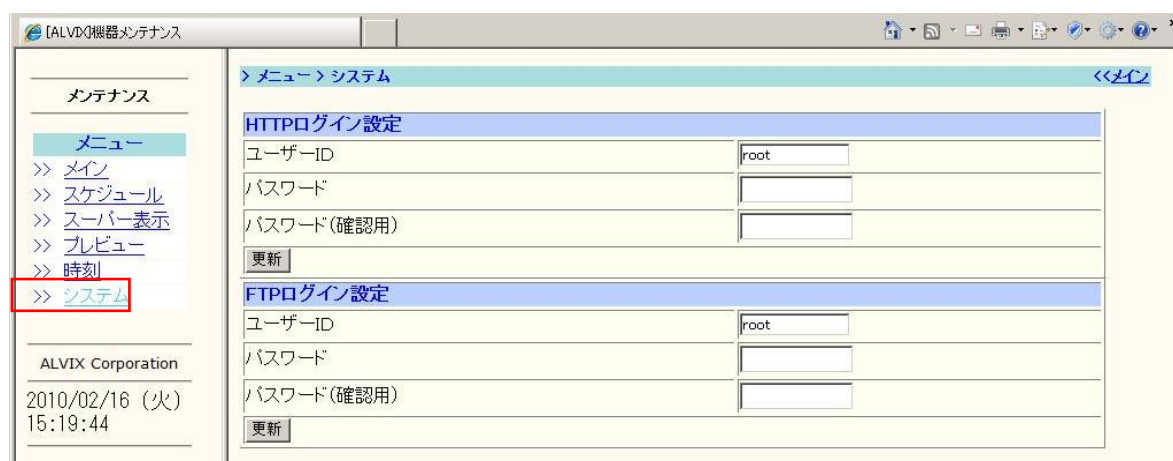 [ALVIX]機器メンテナンス
メンテナンス
メニュー
>> メイン
>> スケジュール
>> スーパー表示
>> プレビュー
>> 時刻
>> システム
ALVIX Corporation
2010/02/16 (火)
15:19:44
> メニュー > システム
<<メイン
HTTPログイン設定
ユーザーID
root
パスワード
パスワード(確認用)
更新
FTPログイン設定
ユーザーID
root
パスワード
パスワード(確認用)
更新